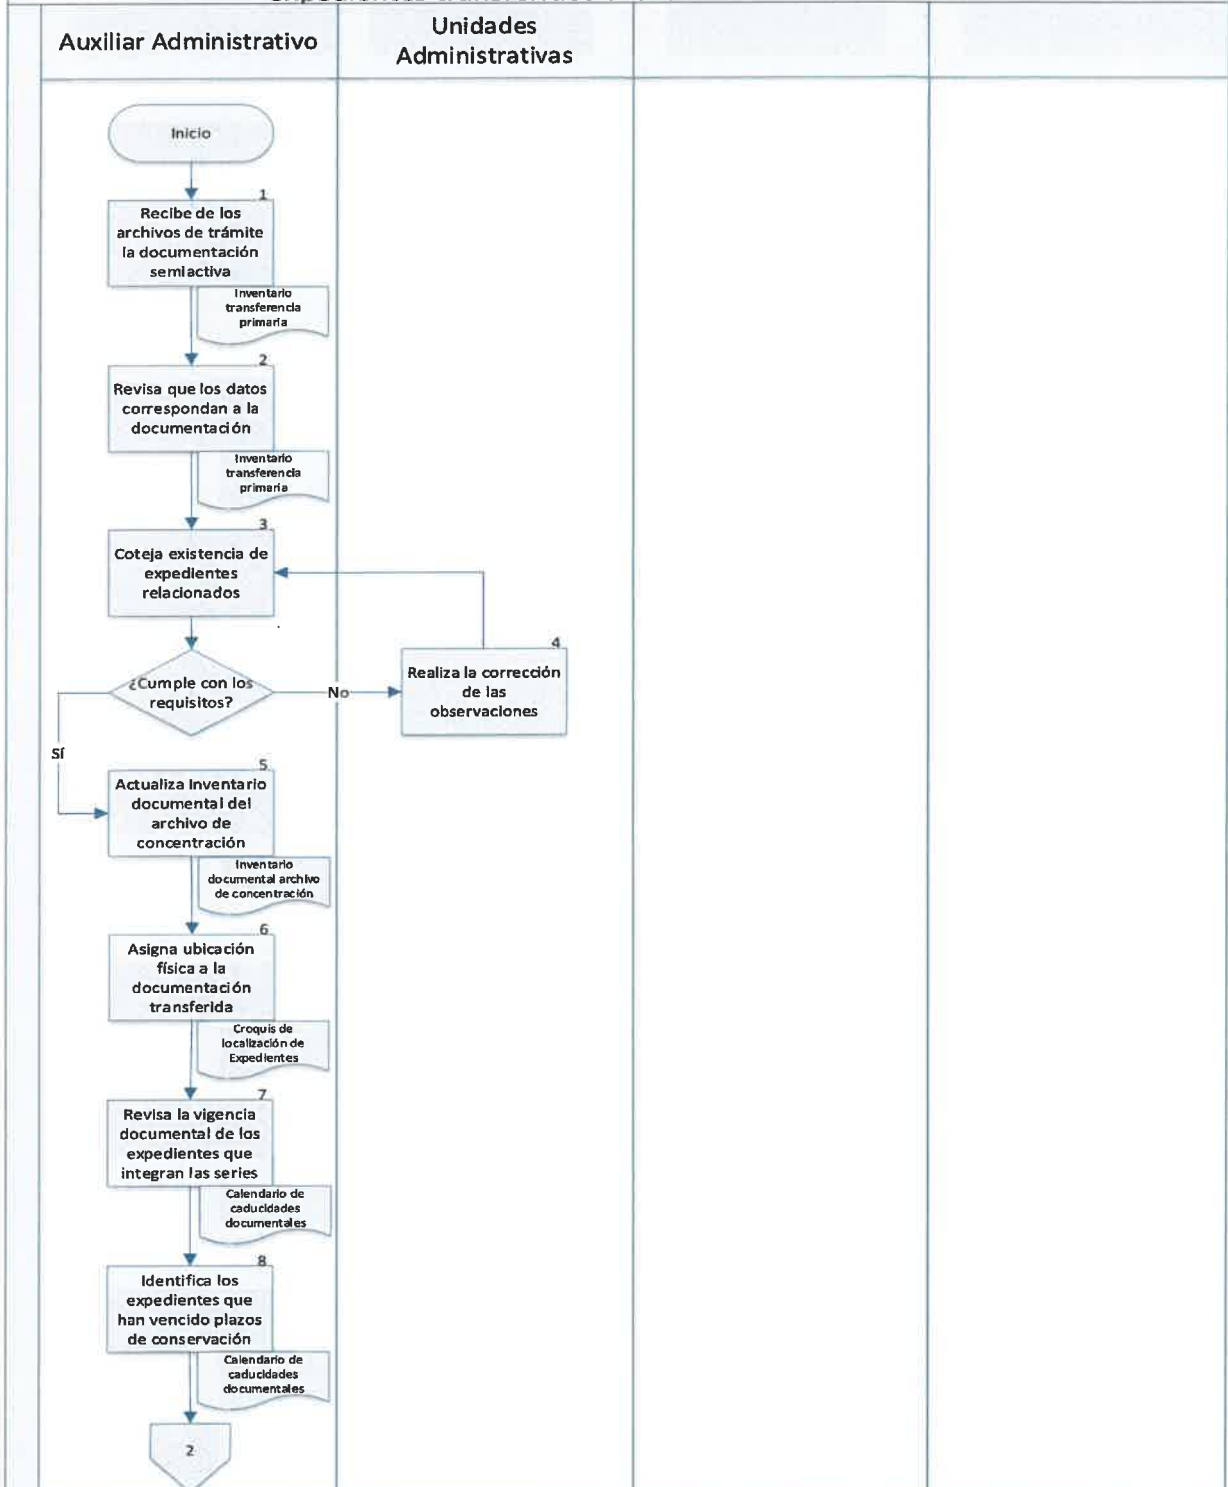 Auxiliar Administrativo
Unidades
Administrativas
Inicio
1
Recibe de los
archivos de trámite
la documentación
semiactiva
Inventario
transferencia
primaria
2
Revisa que los datos
correspondan a la
documentación
Inventario
transferencia
primaria
3
Coteja existencia de
expedientes
relacionados
¿Cumple con los
requisitos?
No
4
Realiza la corrección
de las
observaciones
Sí
5
Actualiza Inventario
documental del
archivo de
concentración
Inventario
documental archivo
de concentración
6
Asigna ubicación
física a la
documentación
transferida
Croquis de
localización de
Expedientes
7
Revisa la vigencia
documental de los
expedientes que
integran las series
Calendario de
caducidades
documentales
8
Identifica los
expedientes que
han vencido plazos
de conservación
Calendario de
caducidades
documentales
2